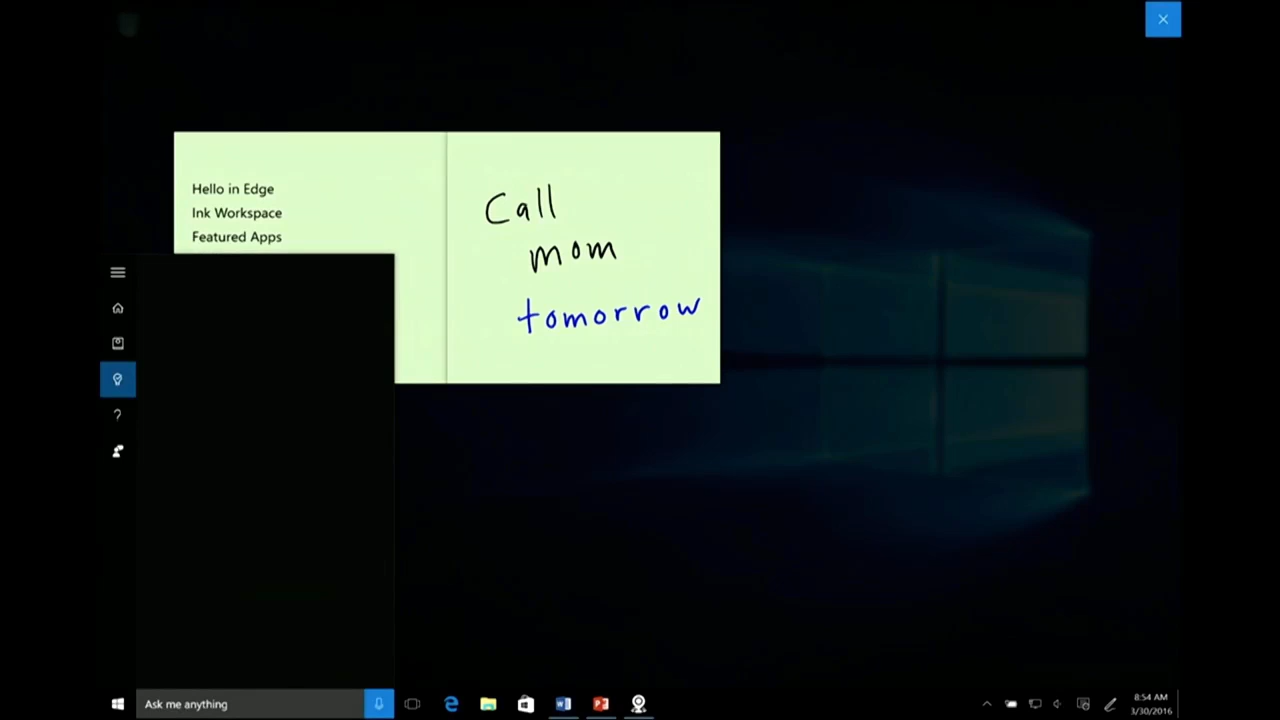 Hello in Edge
Ink Workspace
Featured Apps
Call
mom
tomorrow
Ask me anything
8:54 AM
3/30/2016